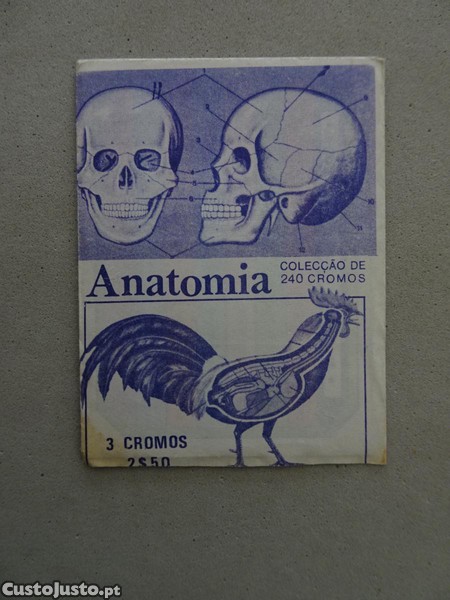 Anatomia
COLECÇÃO DE
240 CROMOS
3 CROMOS
2$50
CustoJusto.pt